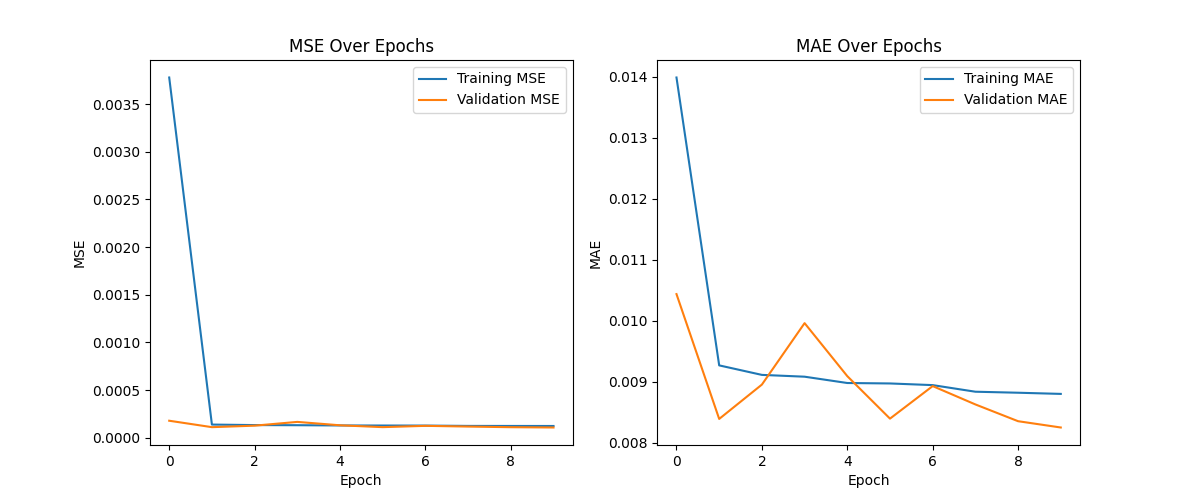 MSE Over Epochs
Training MSE
Validation MSE
0.0035
0.0030
0.0025
0.0020
0.0015
0.0010
0.0005
0.0000
MSE
0 2 4 6 8
Epoch
MAE Over Epochs
Training MAE
Validation MAE
0.014
0.013
0.012
0.011
0.010
0.009
0.008
MAE
0 2 4 6 8
Epoch